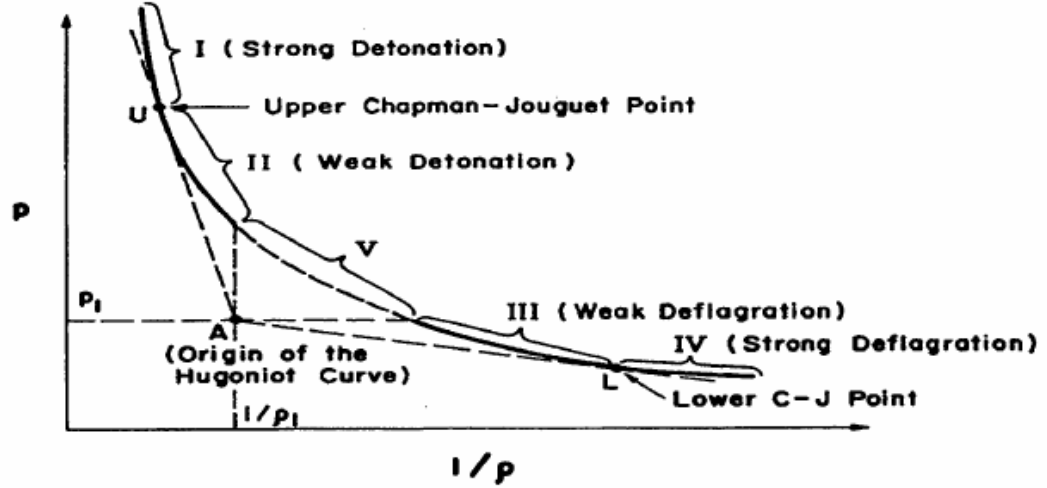 I (Strong Detonation)
U
Upper Chapman-Jouguet Point
II ( Weak Detonation)
p
V
P₁
III (Weak Deflagration)
A
(Origin of the
Hugoniot Curve)
IV (Strong Deflagration)
L
Lower C-J Point
1/ρ₁
1/ρ